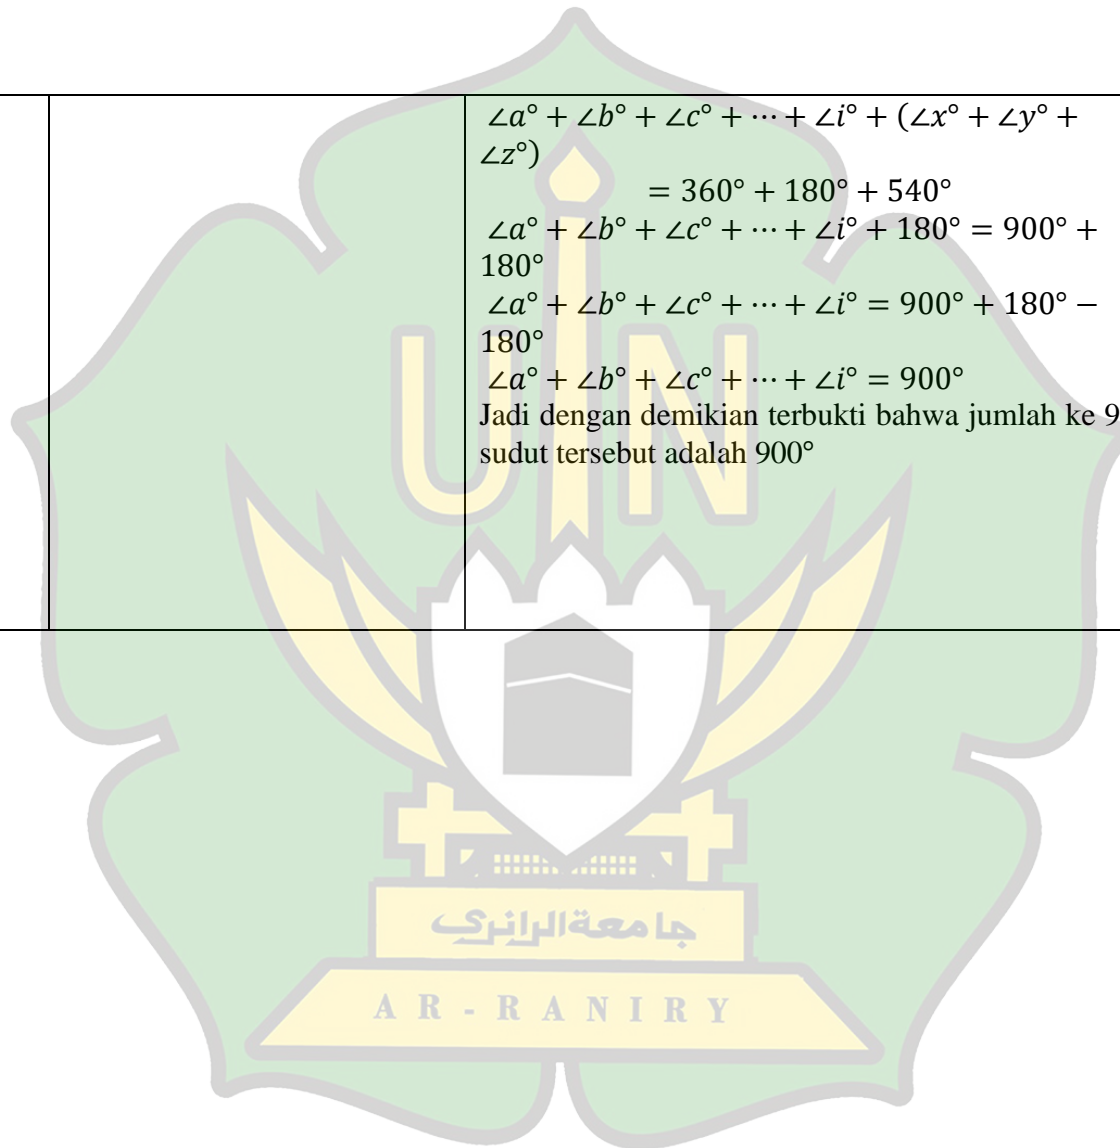 ∠a° + ∠b° + ∠c° + ⋯ + ∠i° + (∠x° + ∠y° +
∠z°)
= 360° + 180° + 540°
∠a° + ∠b° + ∠c° + ⋯ + ∠i° + 180° = 900° +
180°
∠a° + ∠b° + ∠c° + ⋯ + ∠i° = 900° + 180° −
180°
∠a° + ∠b° + ∠c° + ⋯ + ∠i° = 900°
Jadi dengan demikian terbukti bahwa jumlah ke 9
sudut tersebut adalah 900°
UIN
جامعة الرانري
AR-RANIRY